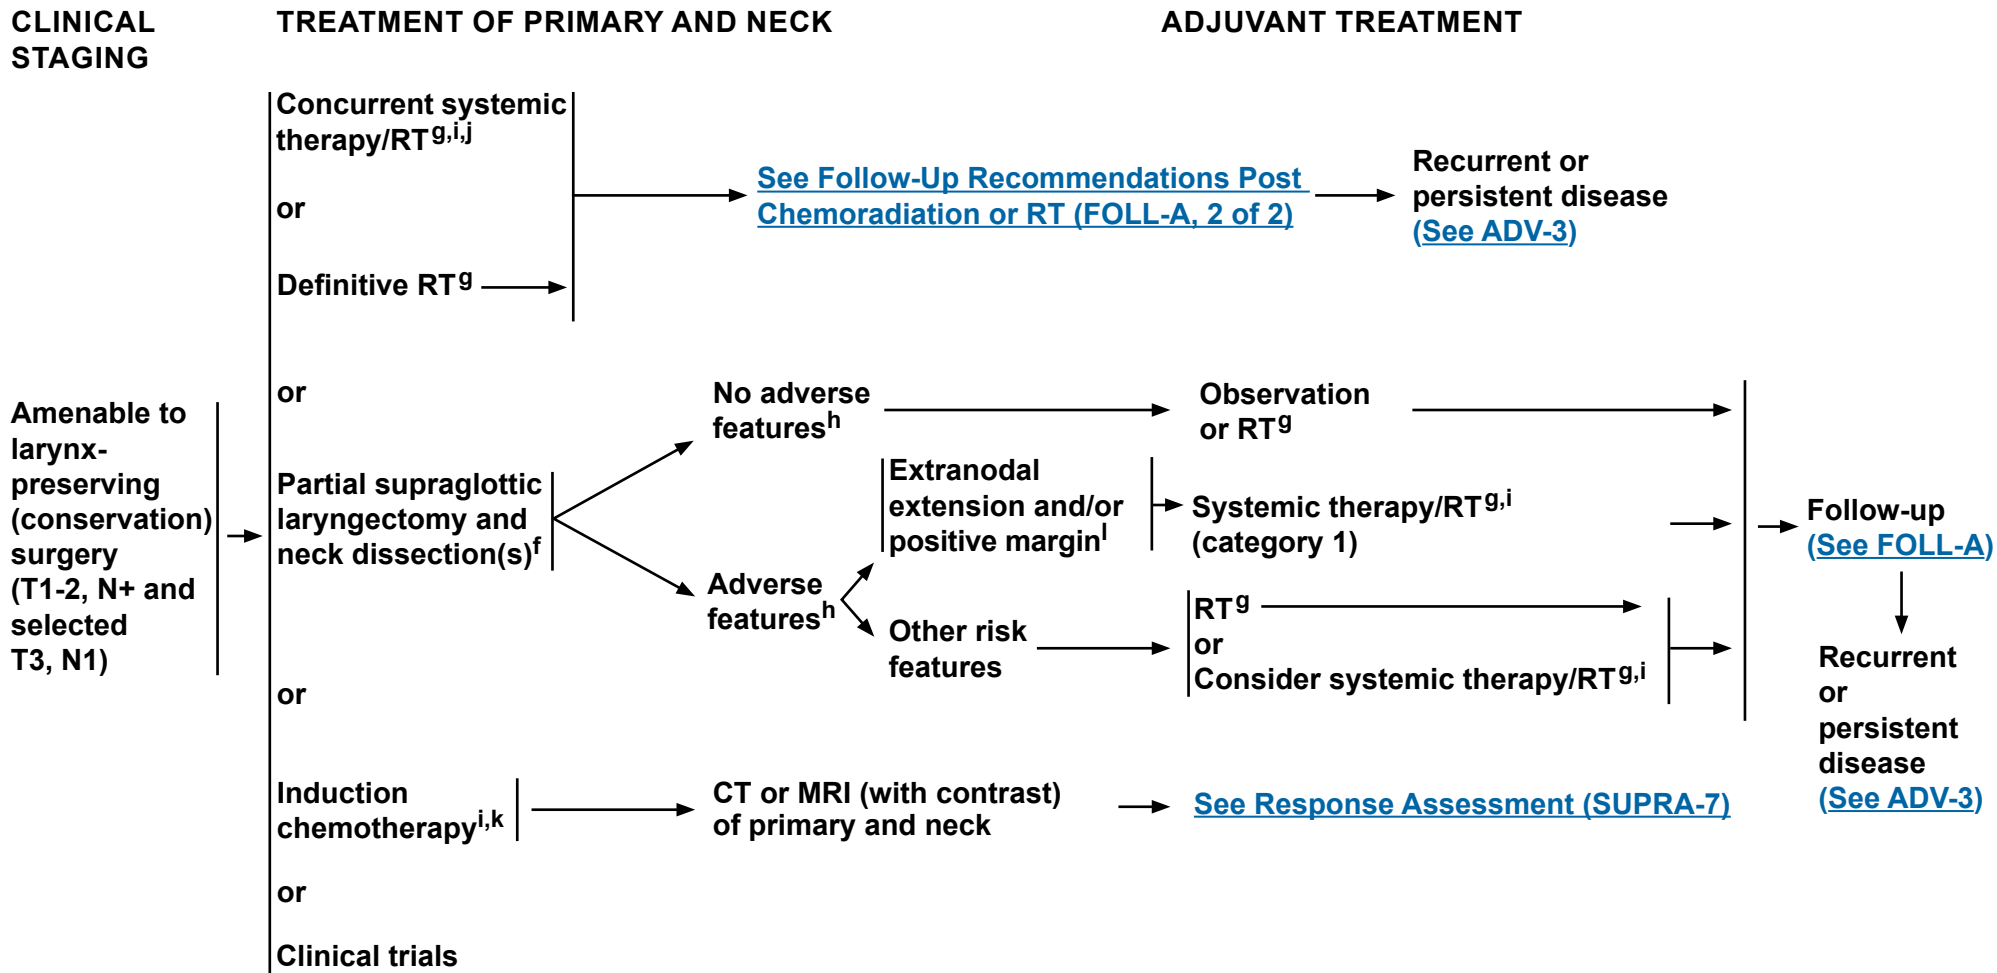 CLINICAL
STAGING
TREATMENT OF PRIMARY AND NECK
ADJUVANT TREATMENT
Amenable to
larynx-
preserving
(conservation)
surgery
(T1-2, N+ and
selected
T3, N1)
Concurrent systemic
therapy/RTg,i,j
or
Definitive RTg
See Follow-Up Recommendations Post
Chemoradiation or RT (FOLL-A, 2 of 2)
Recurrent or
persistent disease
(See ADV-3)
or
Partial supraglottic
laryngectomy and
neck dissection(s)f
No adverse
featuresh
Observation
or RTg
Adverse
featuresh
Extranodal
extension and/or
positive marginl
Systemic therapy/RTg,i
(category 1)
Other risk
features
RTg
or
Consider systemic therapy/RTg,i
Follow-up
(See FOLL-A)
Recurrent
or
persistent
disease
(See ADV-3)
or
Induction
chemotherapyi,k
CT or MRI (with contrast)
of primary and neck
See Response Assessment (SUPRA-7)
or
Clinical trials